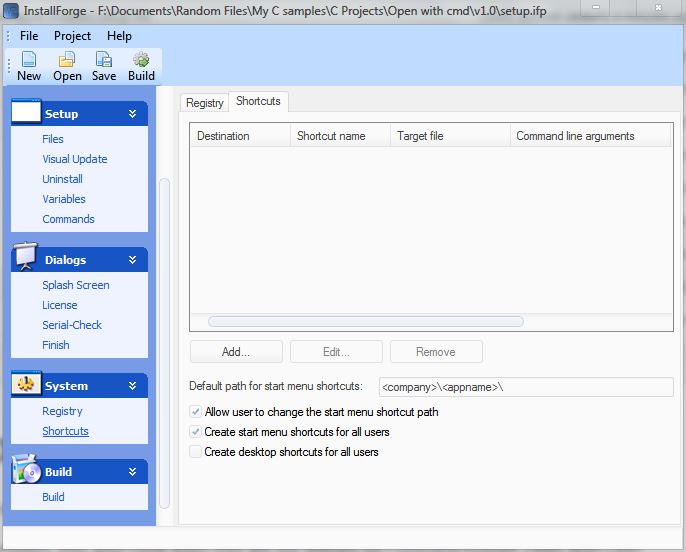 InstallForge - F:\Documents\Random Files\My C samples\C Projects\Open with cmd\v1.0\setup.ifp
File Project Help
New Open Save Build
Setup
Files
Visual Update
Uninstall
Variables
Commands
Dialogs
Splash Screen
License
Serial-Check
Finish
System
Registry
Shortcuts
Build
Build
Registry Shortcuts
Destination Shortcut name Target file Command line arguments
Add... Edit... Remove
Default path for start menu shortcuts: <company>\<appname>\
Allow user to change the start menu shortcut path
Create start menu shortcuts for all users
Create desktop shortcuts for all users